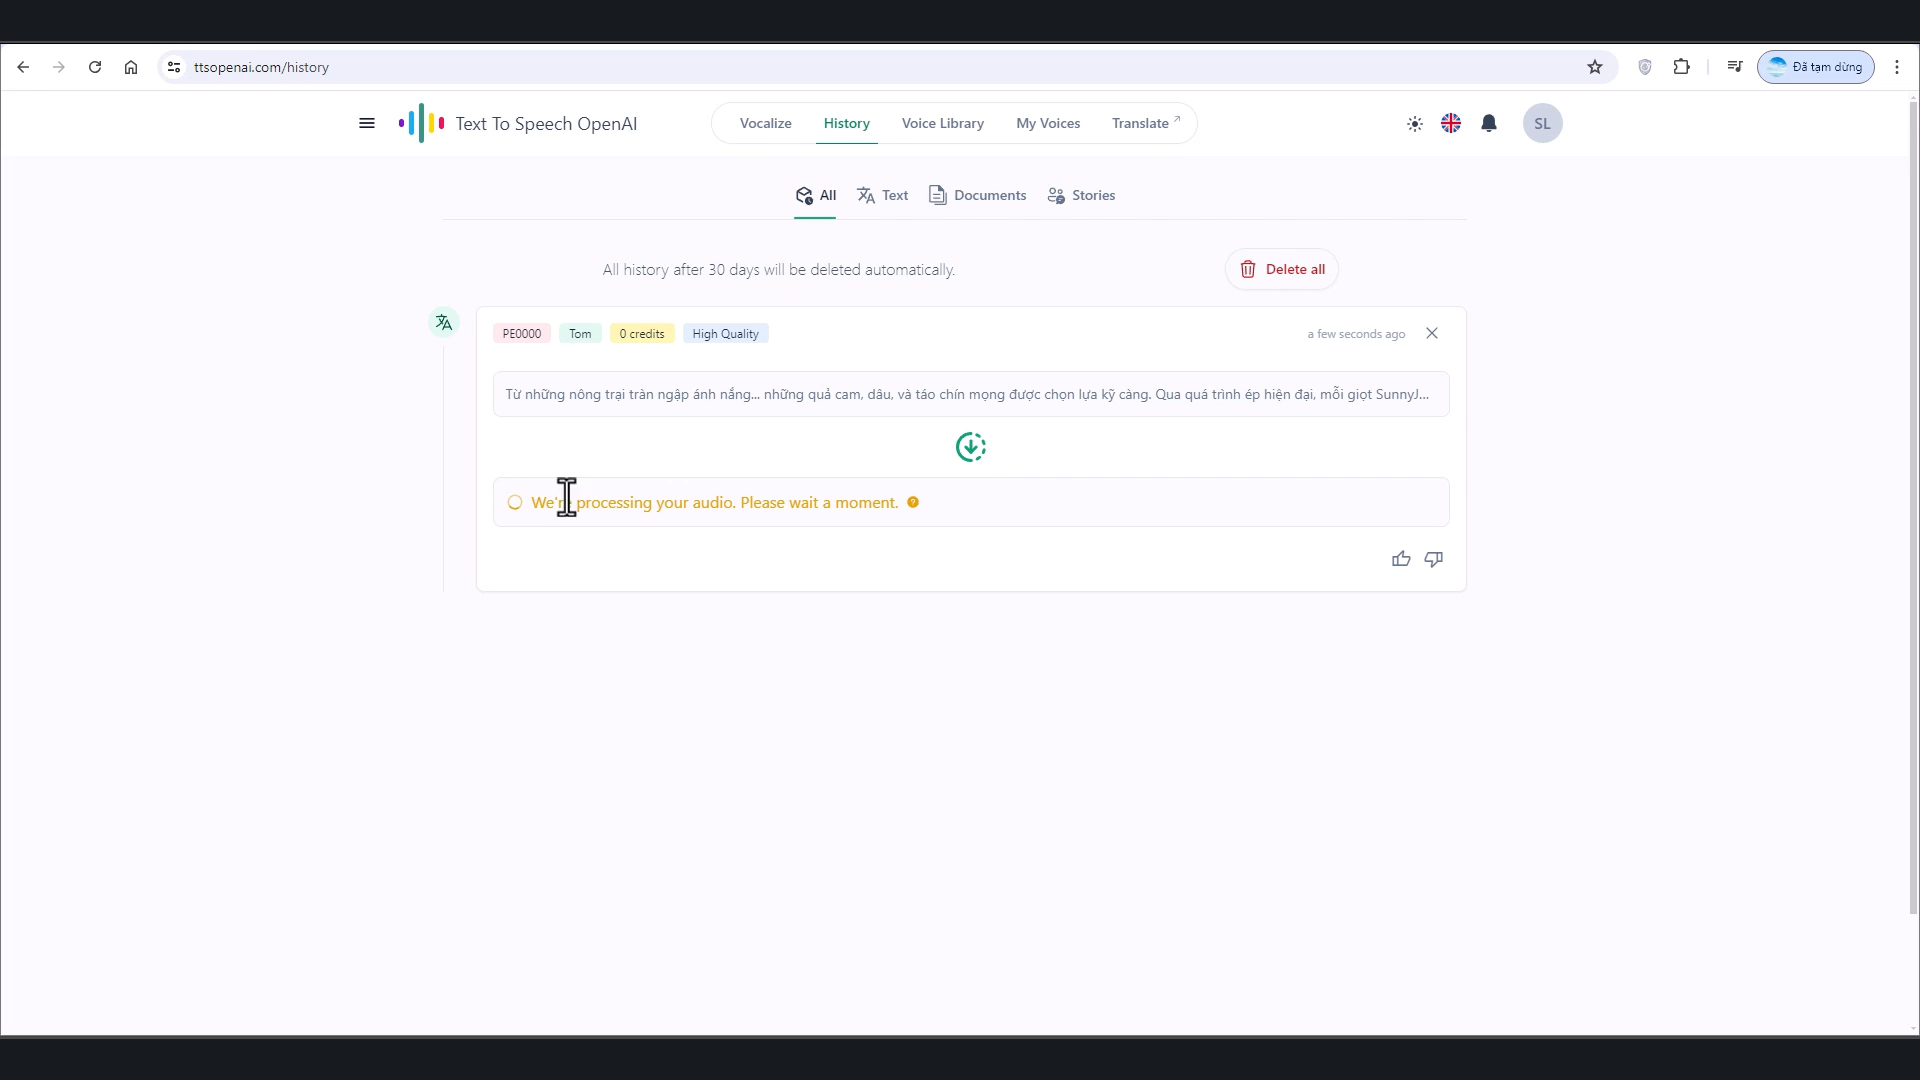 ttsopenai.com/history
Đã tạm dừng
Text To Speech OpenAI
Vocalize
History
Voice Library
My Voices
Translate
SL
All
Text
Documents
Stories
All history after 30 days will be deleted automatically.
Delete all
PE0000
Tom
0 credits
High Quality
a few seconds ago
Từ những nông trại tràn ngập ánh nắng... những quả cam, dâu, và táo chín mọng được chọn lựa kỹ càng. Qua quá trình ép hiện đại, mỗi giọt SunnyJ...
We're processing your audio. Please wait a moment.